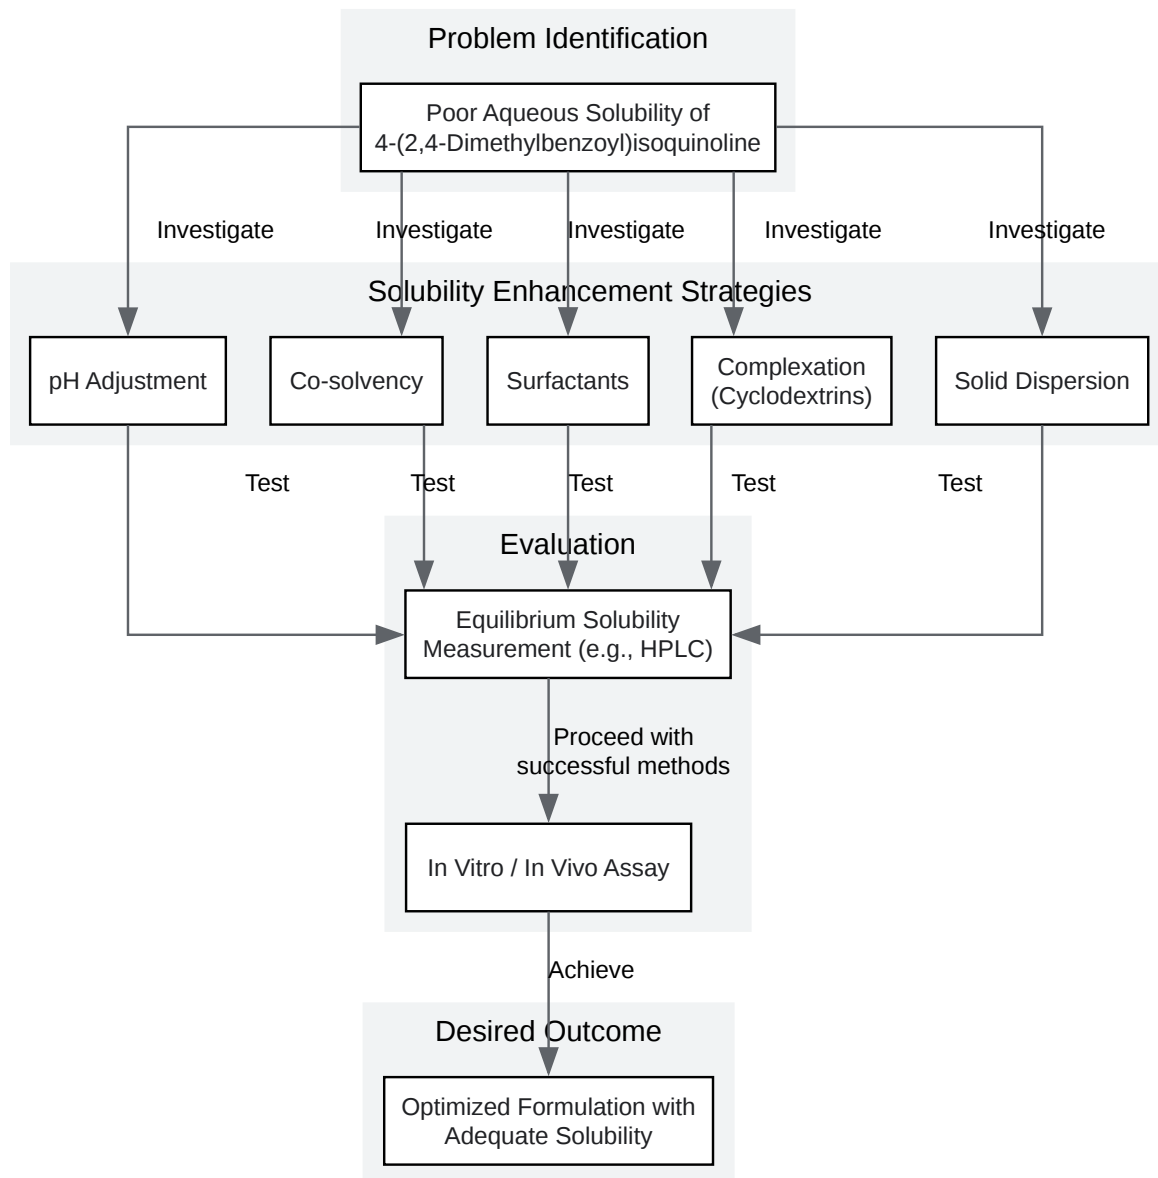 Problem Identification
Poor Aqueous Solubility of
4-(2,4-Dimethylbenzoyl)isoquinoline
Investigate
Investigate
Investigate
Investigate
Investigate
Solubility Enhancement Strategies
pH Adjustment
Co-solvency
Surfactants
Complexation
(Cyclodextrins)
Solid Dispersion
Test
Test
Test
Test
Test
Evaluation
Equilibrium Solubility
Measurement (e.g., HPLC)
Proceed with
successful methods
In Vitro / In Vivo Assay
Achieve
Desired Outcome
Optimized Formulation with
Adequate Solubility